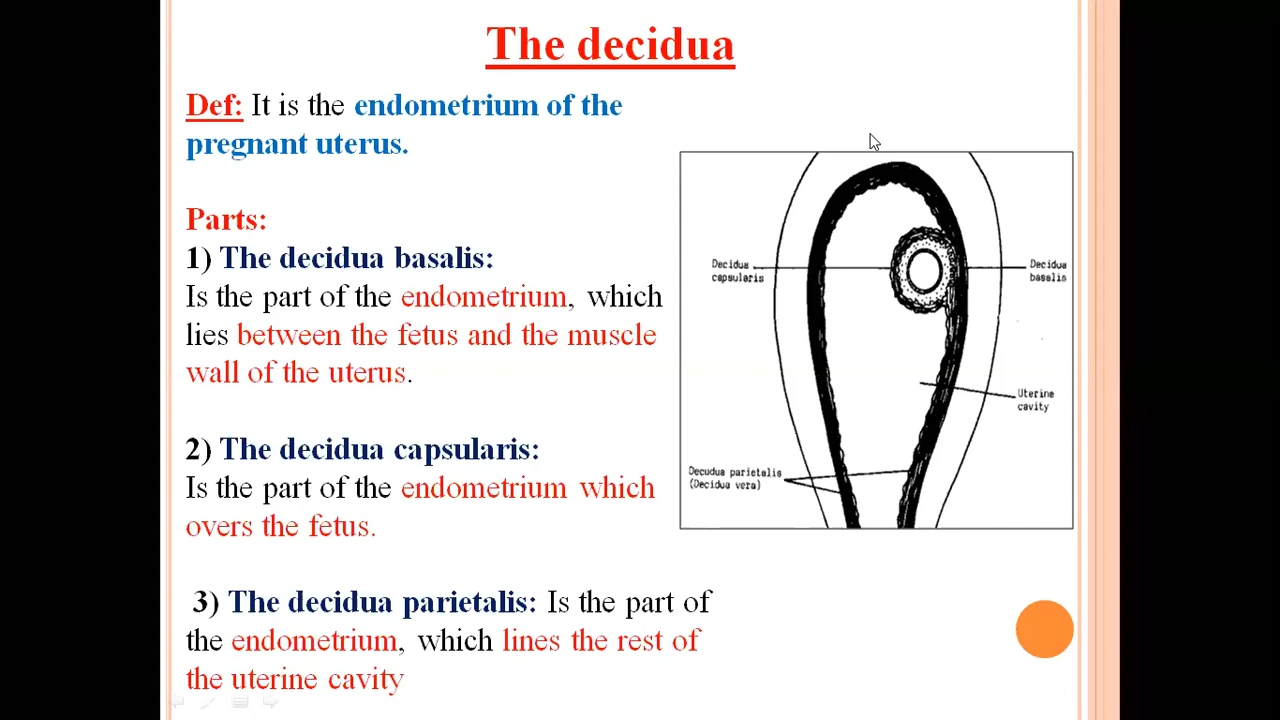 The decidua
Def: It is the endometrium of the
pregnant uterus.
Parts:
1) The decidua basalis:
Is the part of the endometrium, which
lies between the fetus and the muscle
wall of the uterus.
2) The decidua capsularis:
Is the part of the endometrium which
overs the fetus.
3) The decidua parietalis: Is the part of
the endometrium, which lines the rest of
the uterine cavity
Decidua
capsularis
Decidua
basalis
Uterine
cavity
Decudua parietalis
(Decidua vera)